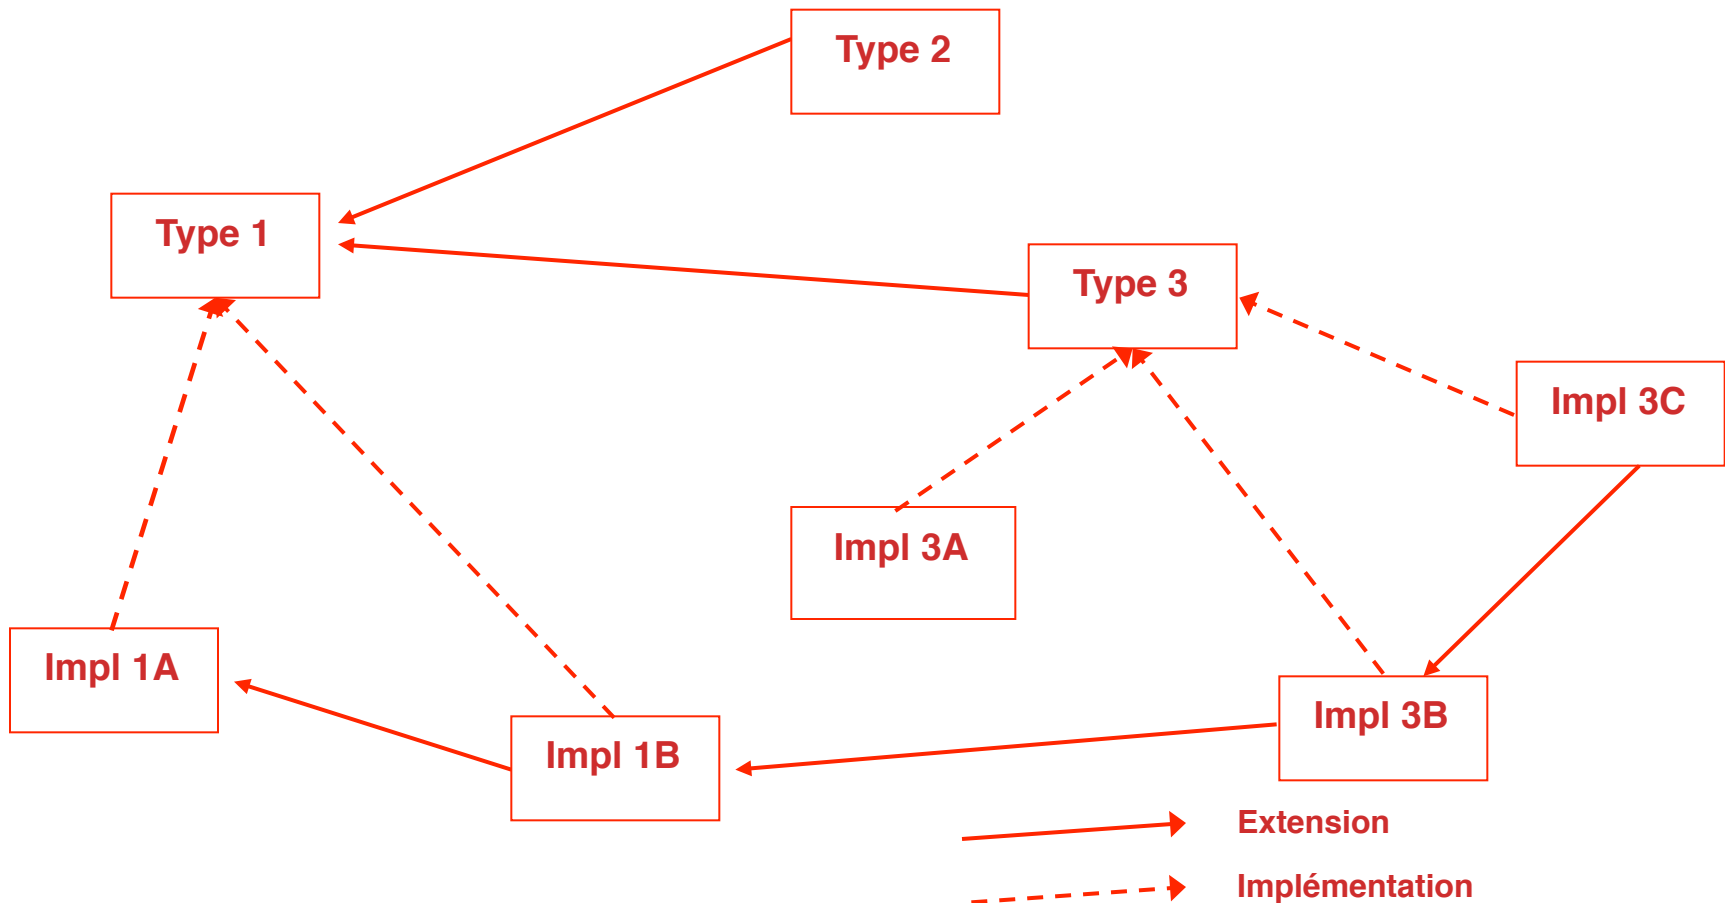 Type 2
Type 1
Type 3
Impl 3C
Impl 3A
Impl 1A
Impl 3B
Impl 1B
Extension
Implémentation